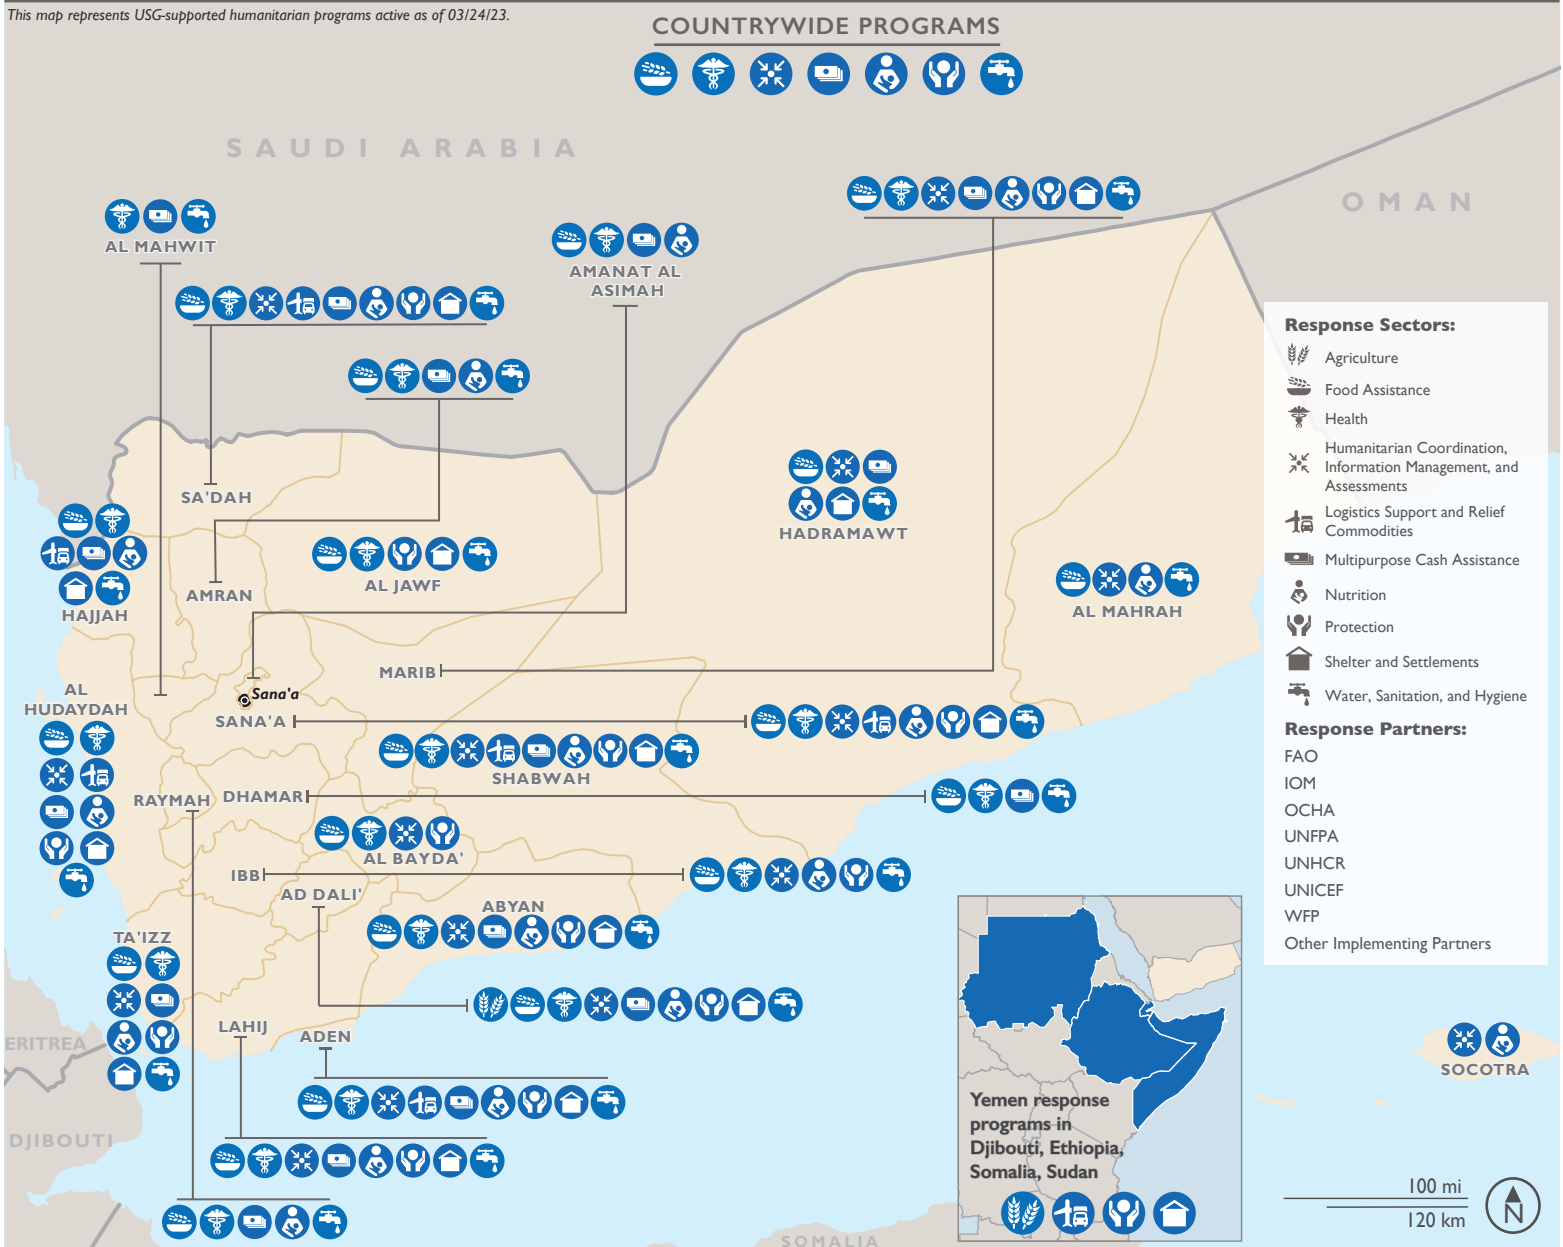 This map represents USG-supported humanitarian programs active as of 03/24/23.
COUNTRYWIDE PROGRAMS
SAUDI ARABIA
OMAN
AL MAHWIT
AMANAT AL
ASIMAH
SA'DAH
HADRAMAWT
AL JAWF
AMRAN
HAJJAH
AL MAHRAH
MARIB
AL
HUDAYDAH
Sana'a
SANA'A
SHABWAH
RAYMAH
DHAMAR
AL BAYDA'
IBB
AD DALI'
ABYAN
TA'IZZ
LAHIJ
ADEN
ERITREA
DJIBOUTI
SOMALIA
SOCOTRA
Response Sectors:
Agriculture
Food Assistance
Health
Humanitarian Coordination,
Information Management, and
Assessments
Logistics Support and Relief
Commodities
Multipurpose Cash Assistance
Nutrition
Protection
Shelter and Settlements
Water, Sanitation, and Hygiene
Response Partners:
FAO
IOM
OCHA
UNFPA
UNHCR
UNICEF
WFP
Other Implementing Partners
Yemen response
programs in
Djibouti, Ethiopia,
Somalia, Sudan
100 mi
120 km
N